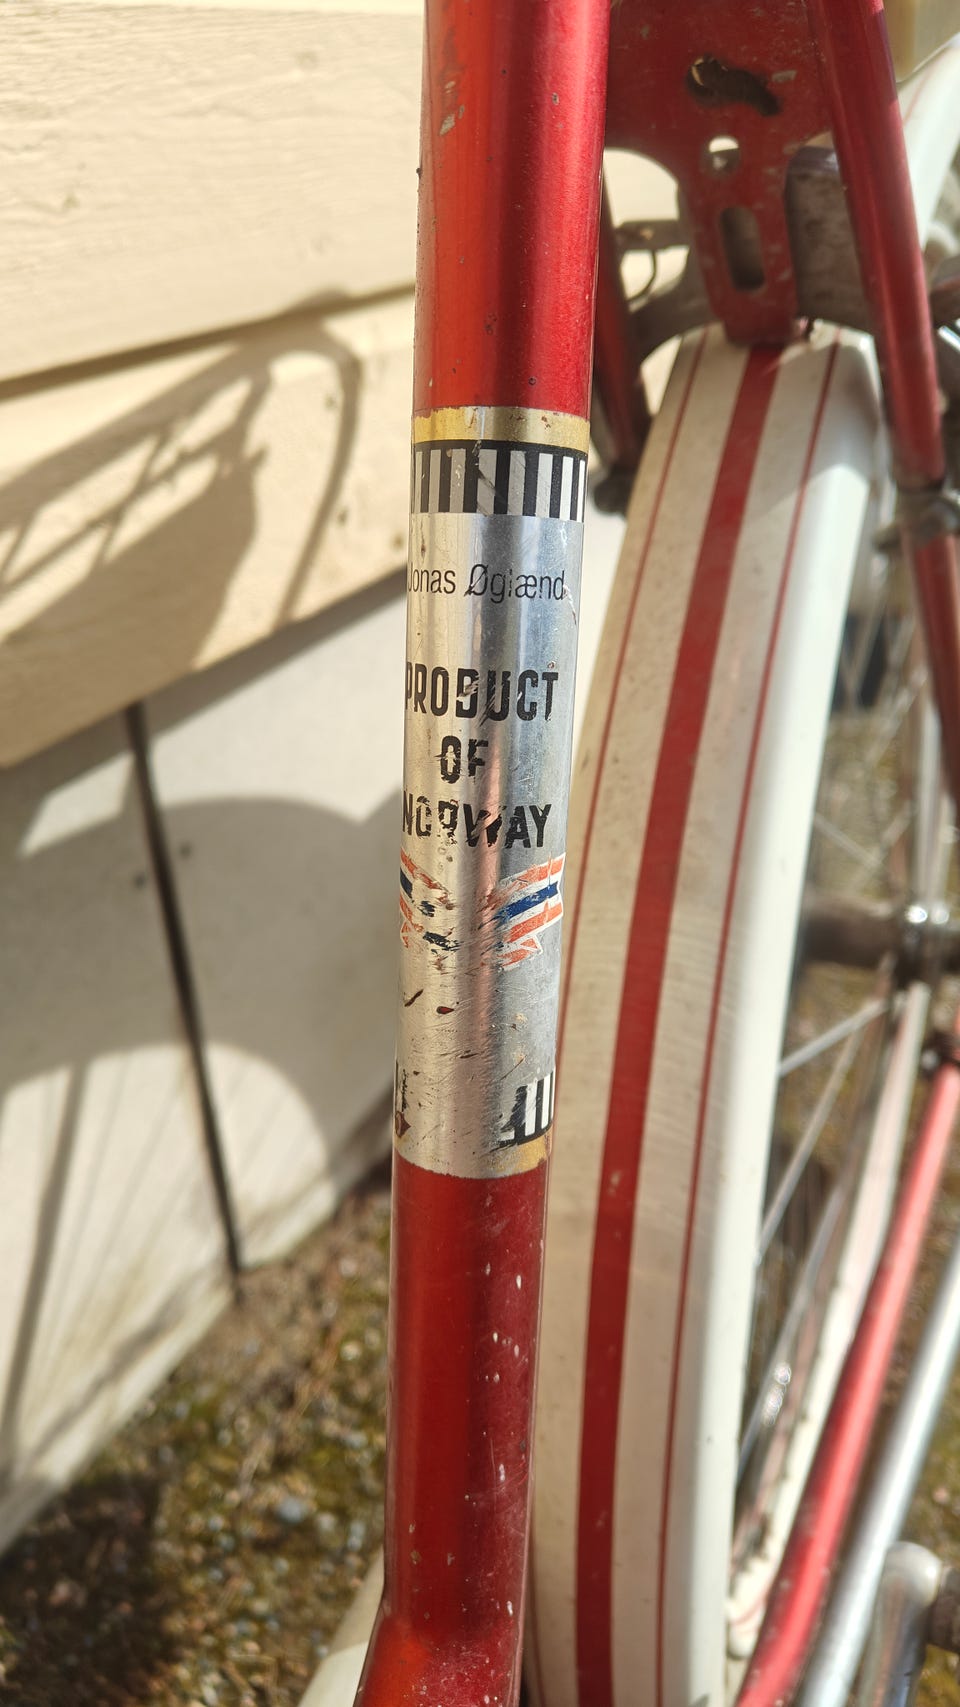 Jonas Øglænd
PRODUCT
OF
NORWAY